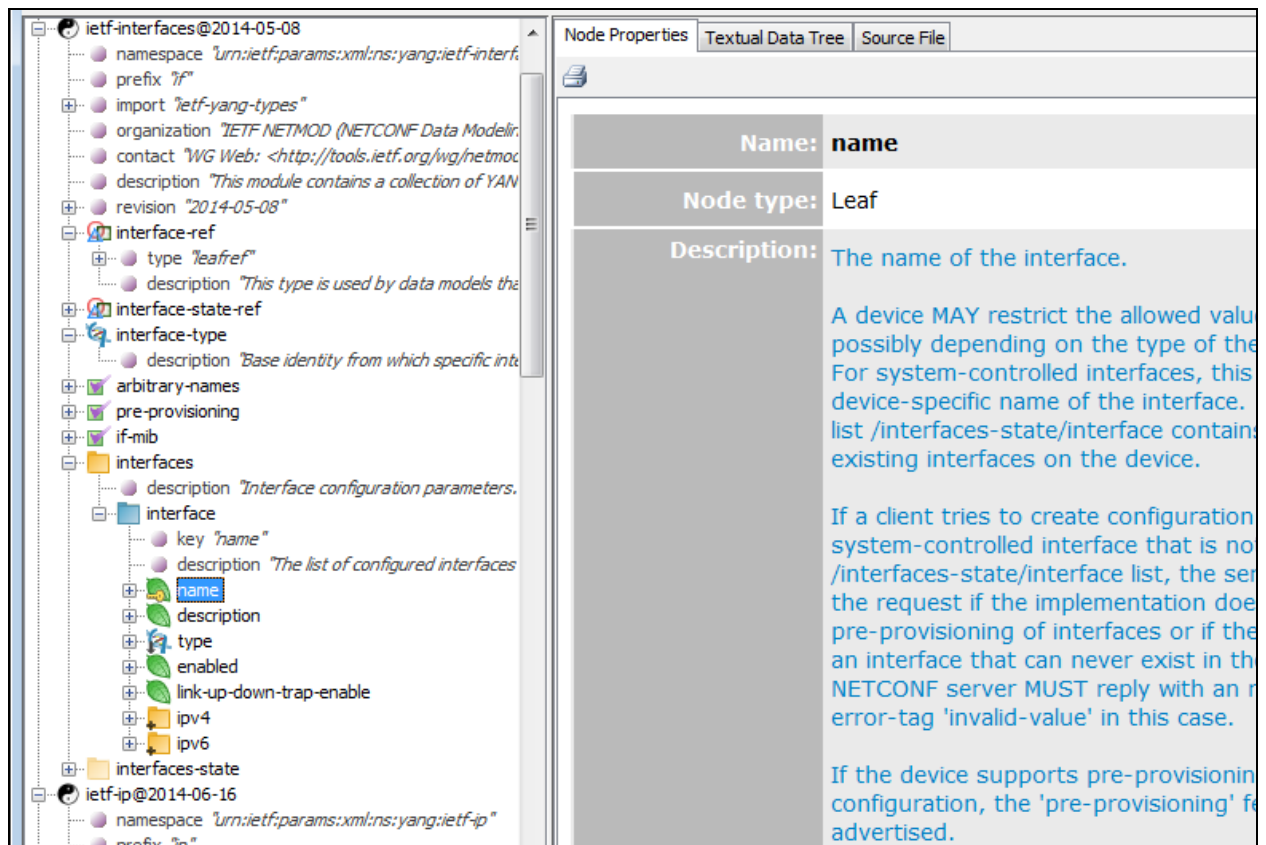 ietf-interfaces@2014-05-08
namespace "urn:ietf:params:xml:ns:yang:ietf-interfa
prefix "if"
import "ietf-yang-types"
organization "IETF NETMOD (NETCONF Data Modelin
contact "WG Web: <http://tools.ietf.org/wg/netmod
description "This module contains a collection of YAN
revision "2014-05-08"
interface-ref
type "leafref"
description "This type is used by data models tha
interface-state-ref
interface-type
description "Base identity from which specific inte
arbitrary-names
pre-provisioning
if-mib
interfaces
description "Interface configuration parameters.
interface
key "name"
description "The list of configured interfaces
name
description
type
enabled
link-up-down-trap-enable
ipv4
ipv6
interfaces-state
ietf-ip@2014-06-16
namespace "urn:ietf:params:xml:ns:yang:ietf-ip"
prefix "ip"
Node Properties Textual Data Tree Source File
Name: name
Node type: Leaf
Description: The name of the interface.
A device MAY restrict the allowed valu
possibly depending on the type of the
For system-controlled interfaces, this
device-specific name of the interface.
list /interfaces-state/interface contains
existing interfaces on the device.
If a client tries to create configuration
system-controlled interface that is no
/interfaces-state/interface list, the ser
the request if the implementation doe
pre-provisioning of interfaces or if the
an interface that can never exist in th
NETCONF server MUST reply with an r
error-tag 'invalid-value' in this case.
If the device supports pre-provisionin
configuration, the 'pre-provisioning' fe
advertised.